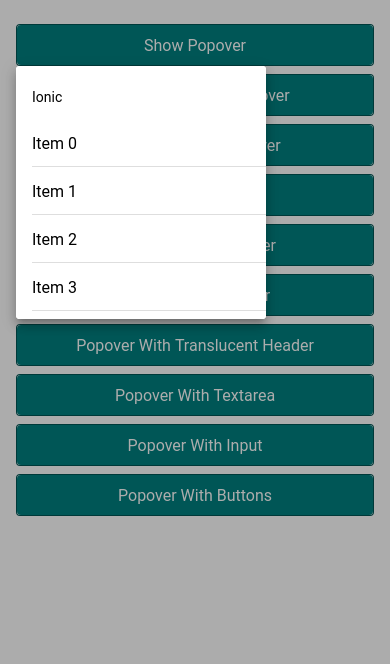 Show Popover
Ionic
Item 0
Item 1
Item 2
Item 3
Popover With Translucent Header
Popover With Textarea
Popover With Input
Popover With Buttons